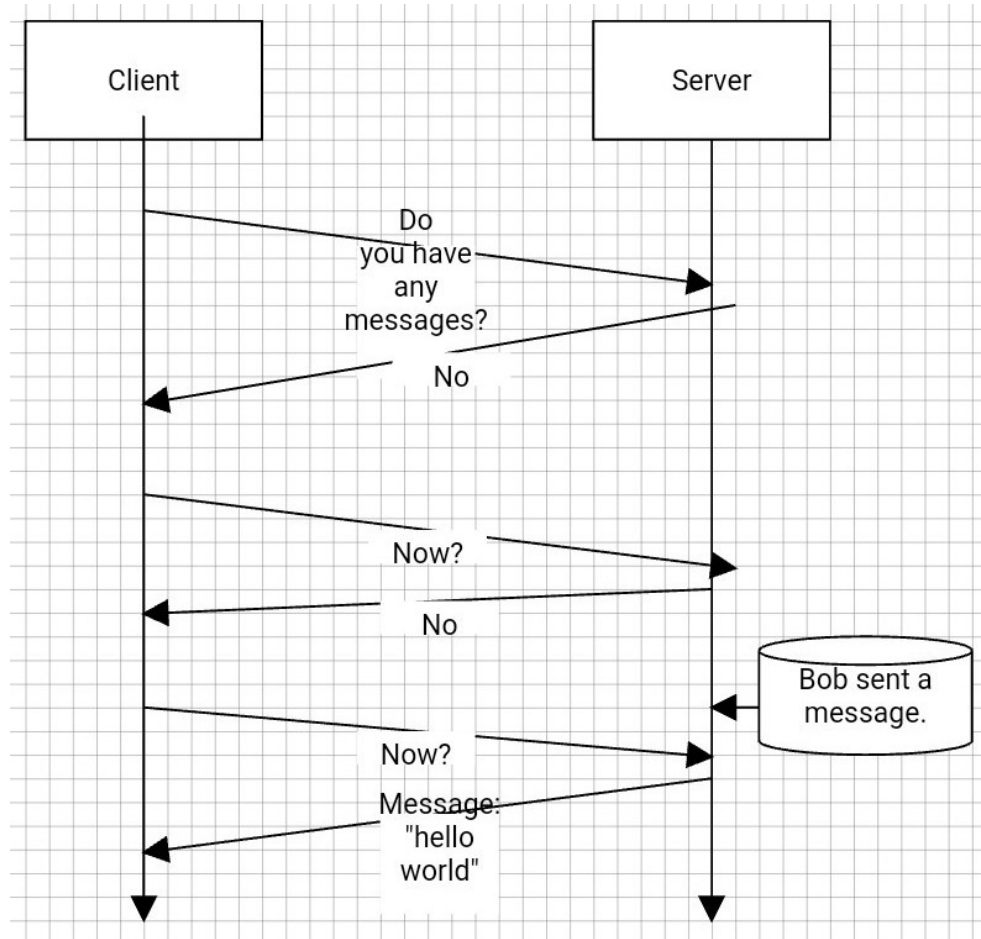 Client
Server
Do
you have
any
messages?
No
Now?
No
Bob sent a
message.
Now?
Message:
"hello
world"